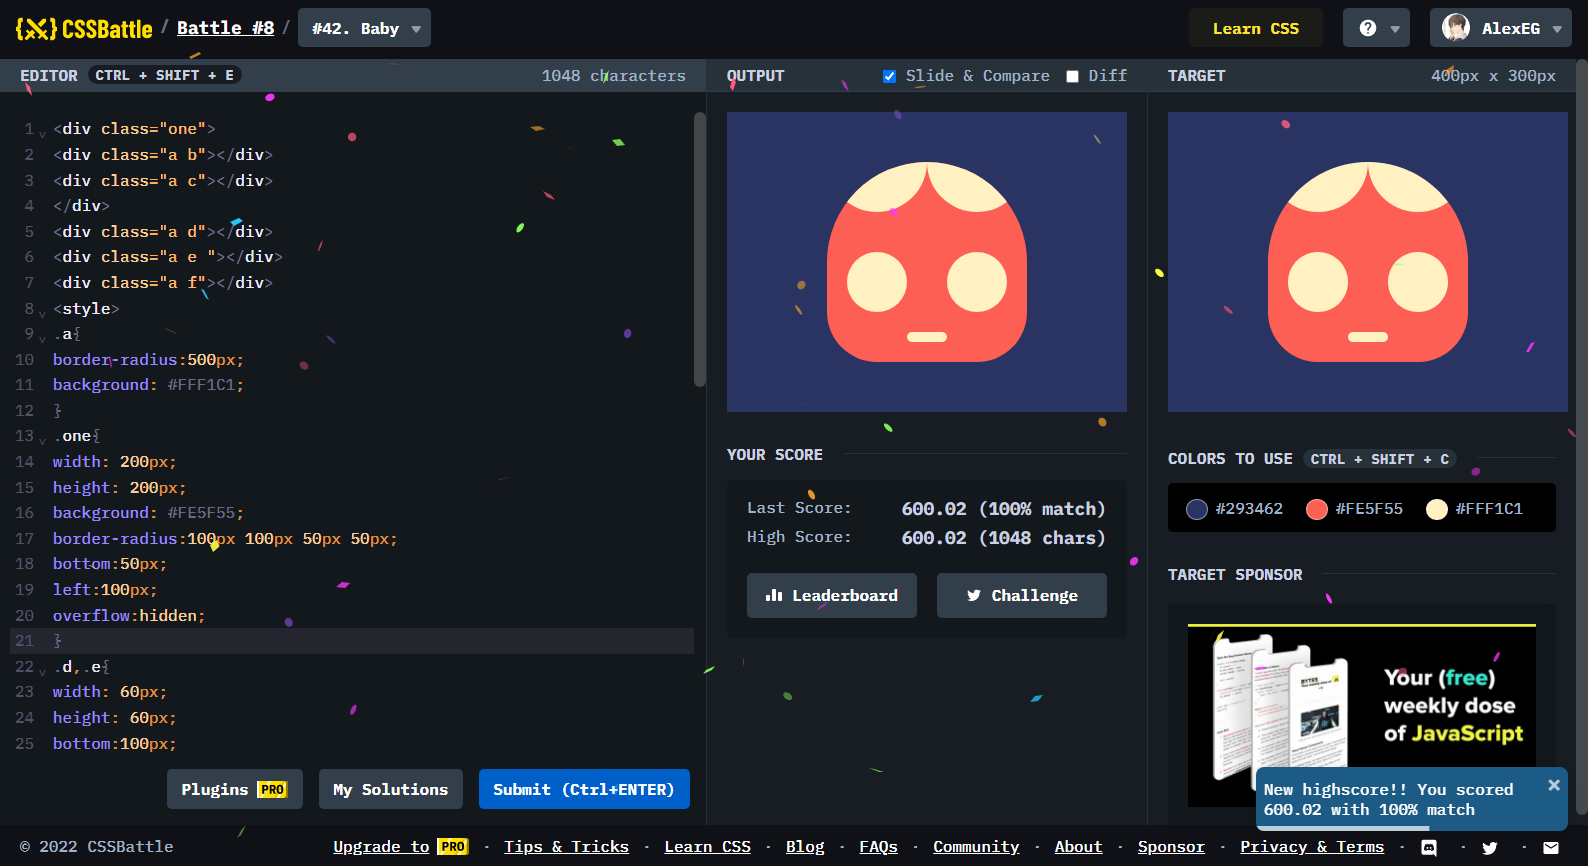 CSSBattle / Battle #8 / #42. Baby
Learn CSS
AlexEG
EDITOR CTRL + SHIFT + E
1048 characters
1 <div class="one">
2 <div class="a b"></div>
3 <div class="a c"></div>
4 </div>
5 <div class="a d"></div>
6 <div class="a e "></div>
7 <div class="a f"></div>
8 <style>
9 .a{
10 border-radius:500px;
11 background: #FFF1C1;
12 }
13 .one{
14 width: 200px;
15 height: 200px;
16 background: #FE5F55;
17 border-radius:100px 100px 50px 50px;
18 bottom:50px;
19 left:100px;
20 overflow:hidden;
21 }
22 .d,.e{
23 width: 60px;
24 height: 60px;
25 bottom:100px;
Plugins PRO
My Solutions
Submit (Ctrl+ENTER)
OUTPUT
Slide & Compare
Diff
YOUR SCORE
Last Score: 600.02 (100% match)
High Score: 600.02 (1048 chars)
Leaderboard
Challenge
TARGET
400px x 300px
COLORS TO USE CTRL + SHIFT + C
#293462
#FE5F55
#FFF1C1
TARGET SPONSOR
BYTES
Your (free)
weekly dose
of JavaScript
New highscore!! You scored
600.02 with 100% match
© 2022 CSSBattle
Upgrade to PRO · Tips & Tricks · Learn CSS · Blog · FAQs · Community · About · Sponsor · Privacy & Terms · · ·